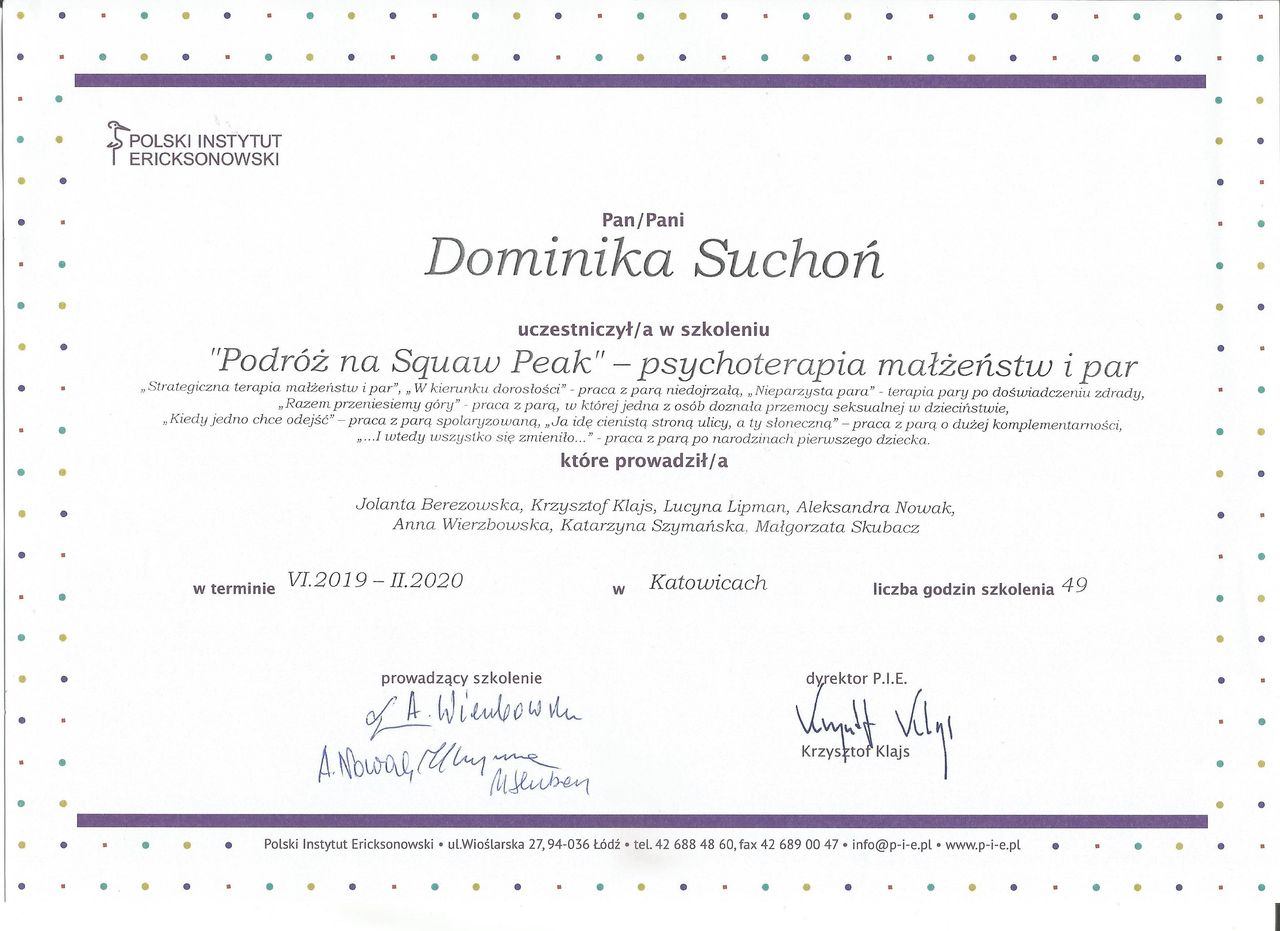 POLSKI INSTYTUT
ERICKSONOWSKI
Pan/Pani
Dominika Suchoń
uczestniczył/a w szkoleniu
"Podróż na Squaw Peak" – psychoterapia małżeństw i par
„Strategiczna terapia małżeństw i par”, „W kierunku dorosłości” - praca z parą niedojrzałą, „Nieparzysta para” - terapia pary po doświadczeniu zdrady,
„Razem przeniesiemy góry” - praca z parą, w której jedna z osób doznała przemocy seksualnej w dzieciństwie,
„Kiedy jedno chce odejść” – praca z parą spolaryzowaną, „Ja idę cienistą stroną ulicy, a ty słoneczną” – praca z parą o dużej komplementarności,
„...I wtedy wszystko się zmieniło...” - praca z parą po narodzinach pierwszego dziecka.
które prowadził/a
Jolanta Berezowska, Krzysztof Klajs, Lucyna Lipman, Aleksandra Nowak,
Anna Wierzbowska, Katarzyna Szymańska, Małgorzata Skubacz
w terminie VI.2019 – II.2020 w Katowicach liczba godzin szkolenia 49
prowadzący szkolenie dyrektor P.I.E.
A. Wierzbowska
A. Nowak
Krzysztof Klajs
Polski Instytut Ericksonowski • ul.Wioślarska 27, 94-036 Łódź • tel. 42 688 48 60, fax 42 689 00 47 • info@p-i-e.pl • www.p-i-e.pl